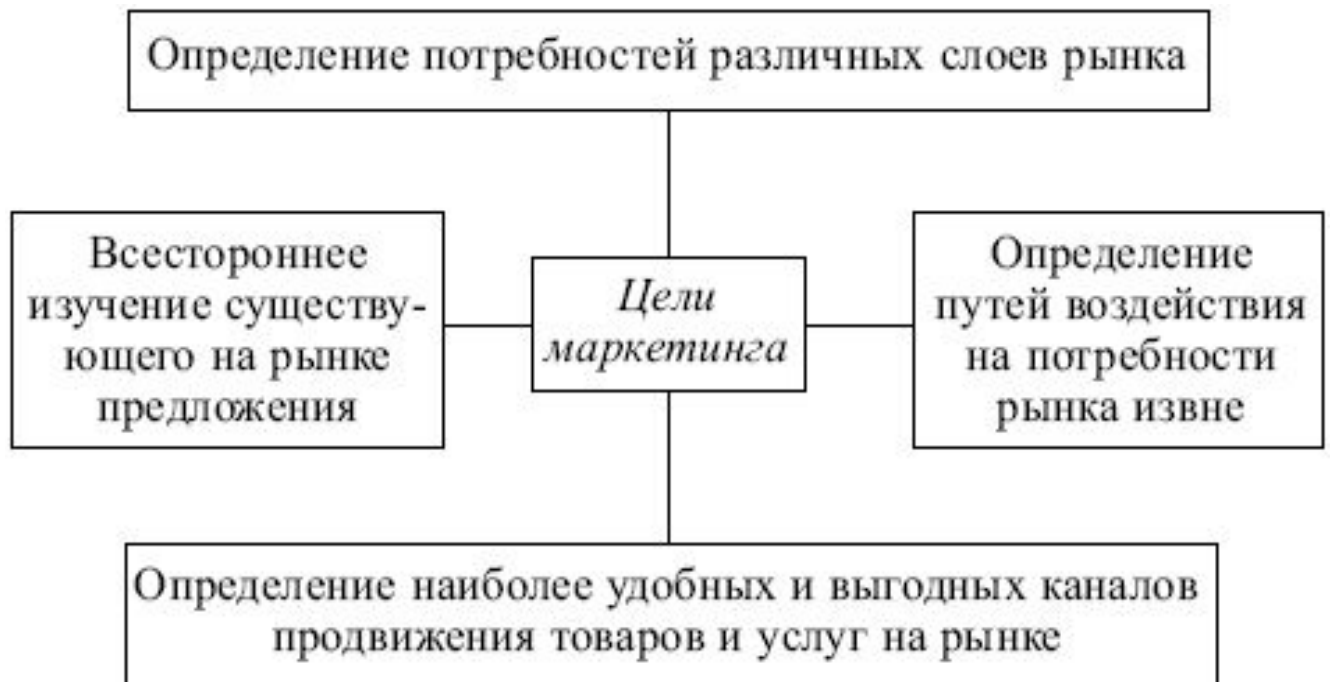 Определение потребностей различных слоев рынка
Всестороннее
изучение существу-
ющего на рынке
предложения
Цели
маркетинга
Определение
путей воздействия
на потребности
рынка извне
Определение наиболее удобных и выгодных каналов
продвижения товаров и услуг на рынке